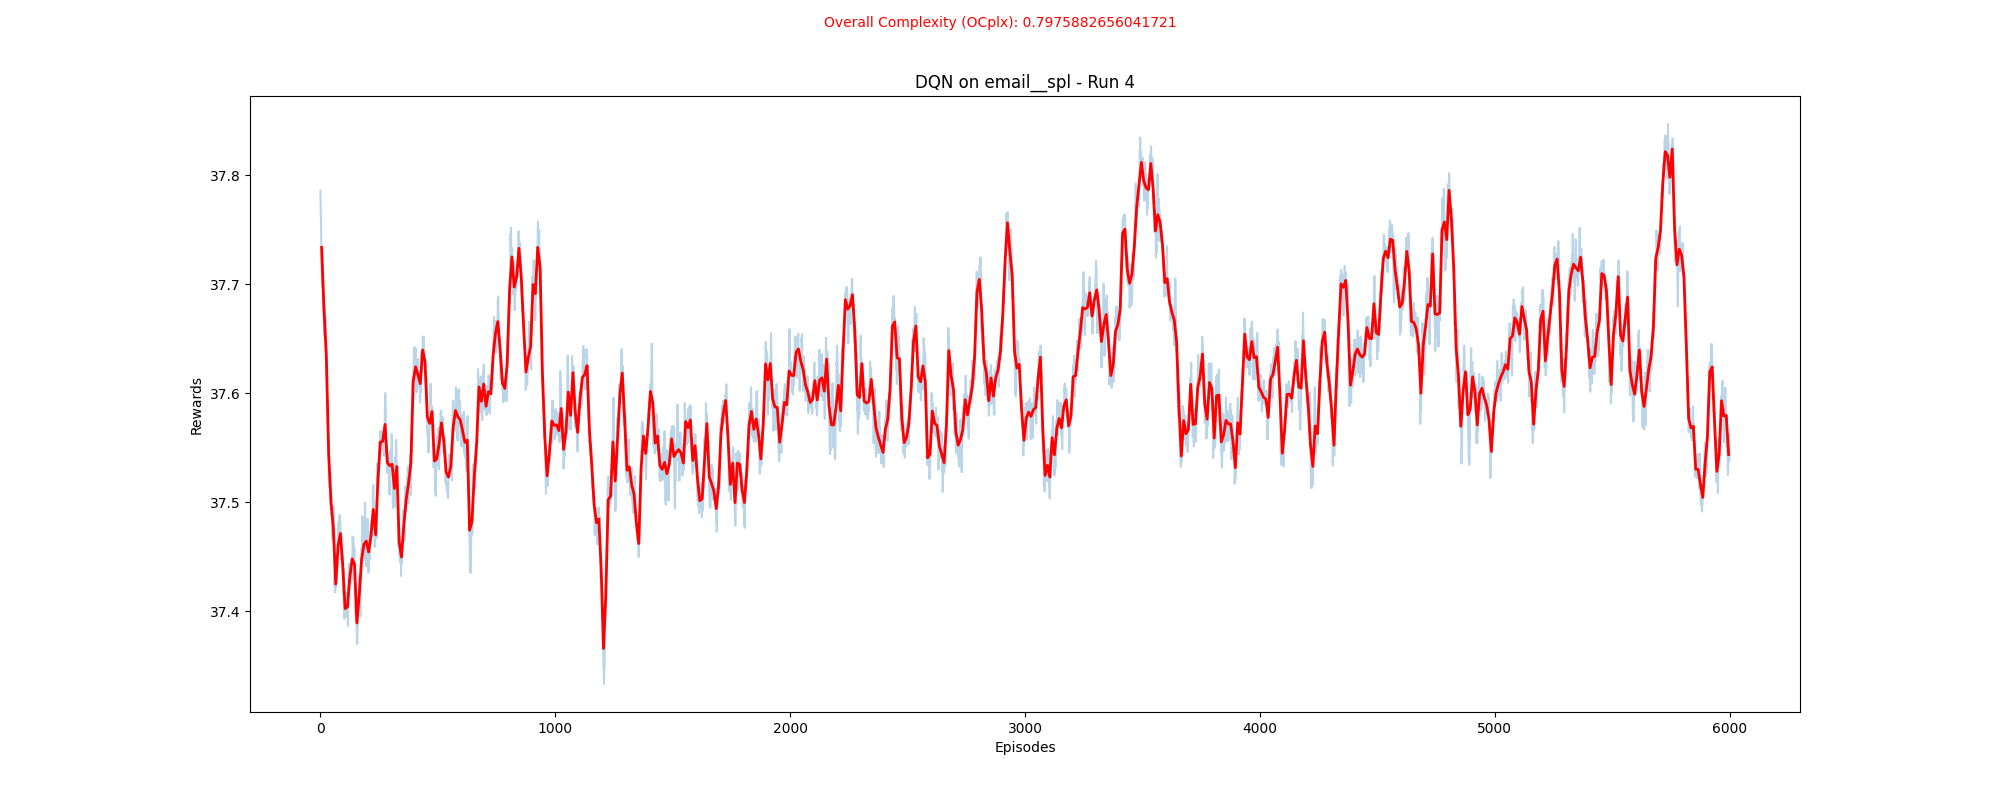 Overall Complexity (OCplx): 0.7975882656041721
DQN on email__spl - Run 4
37.8
37.7
37.6
37.5
37.4
Rewards
0 1000 2000 3000 4000 5000 6000
Episodes